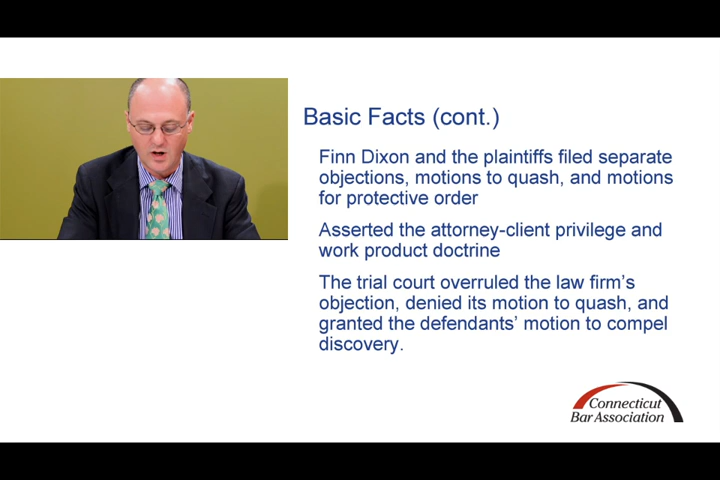 Basic Facts (cont.)
Finn Dixon and the plaintiffs filed separate
objections, motions to quash, and motions
for protective order
Asserted the attorney-client privilege and
work product doctrine
The trial court overruled the law firm's
objection, denied its motion to quash, and
granted the defendants' motion to compel
discovery.
Connecticut
Bar Association